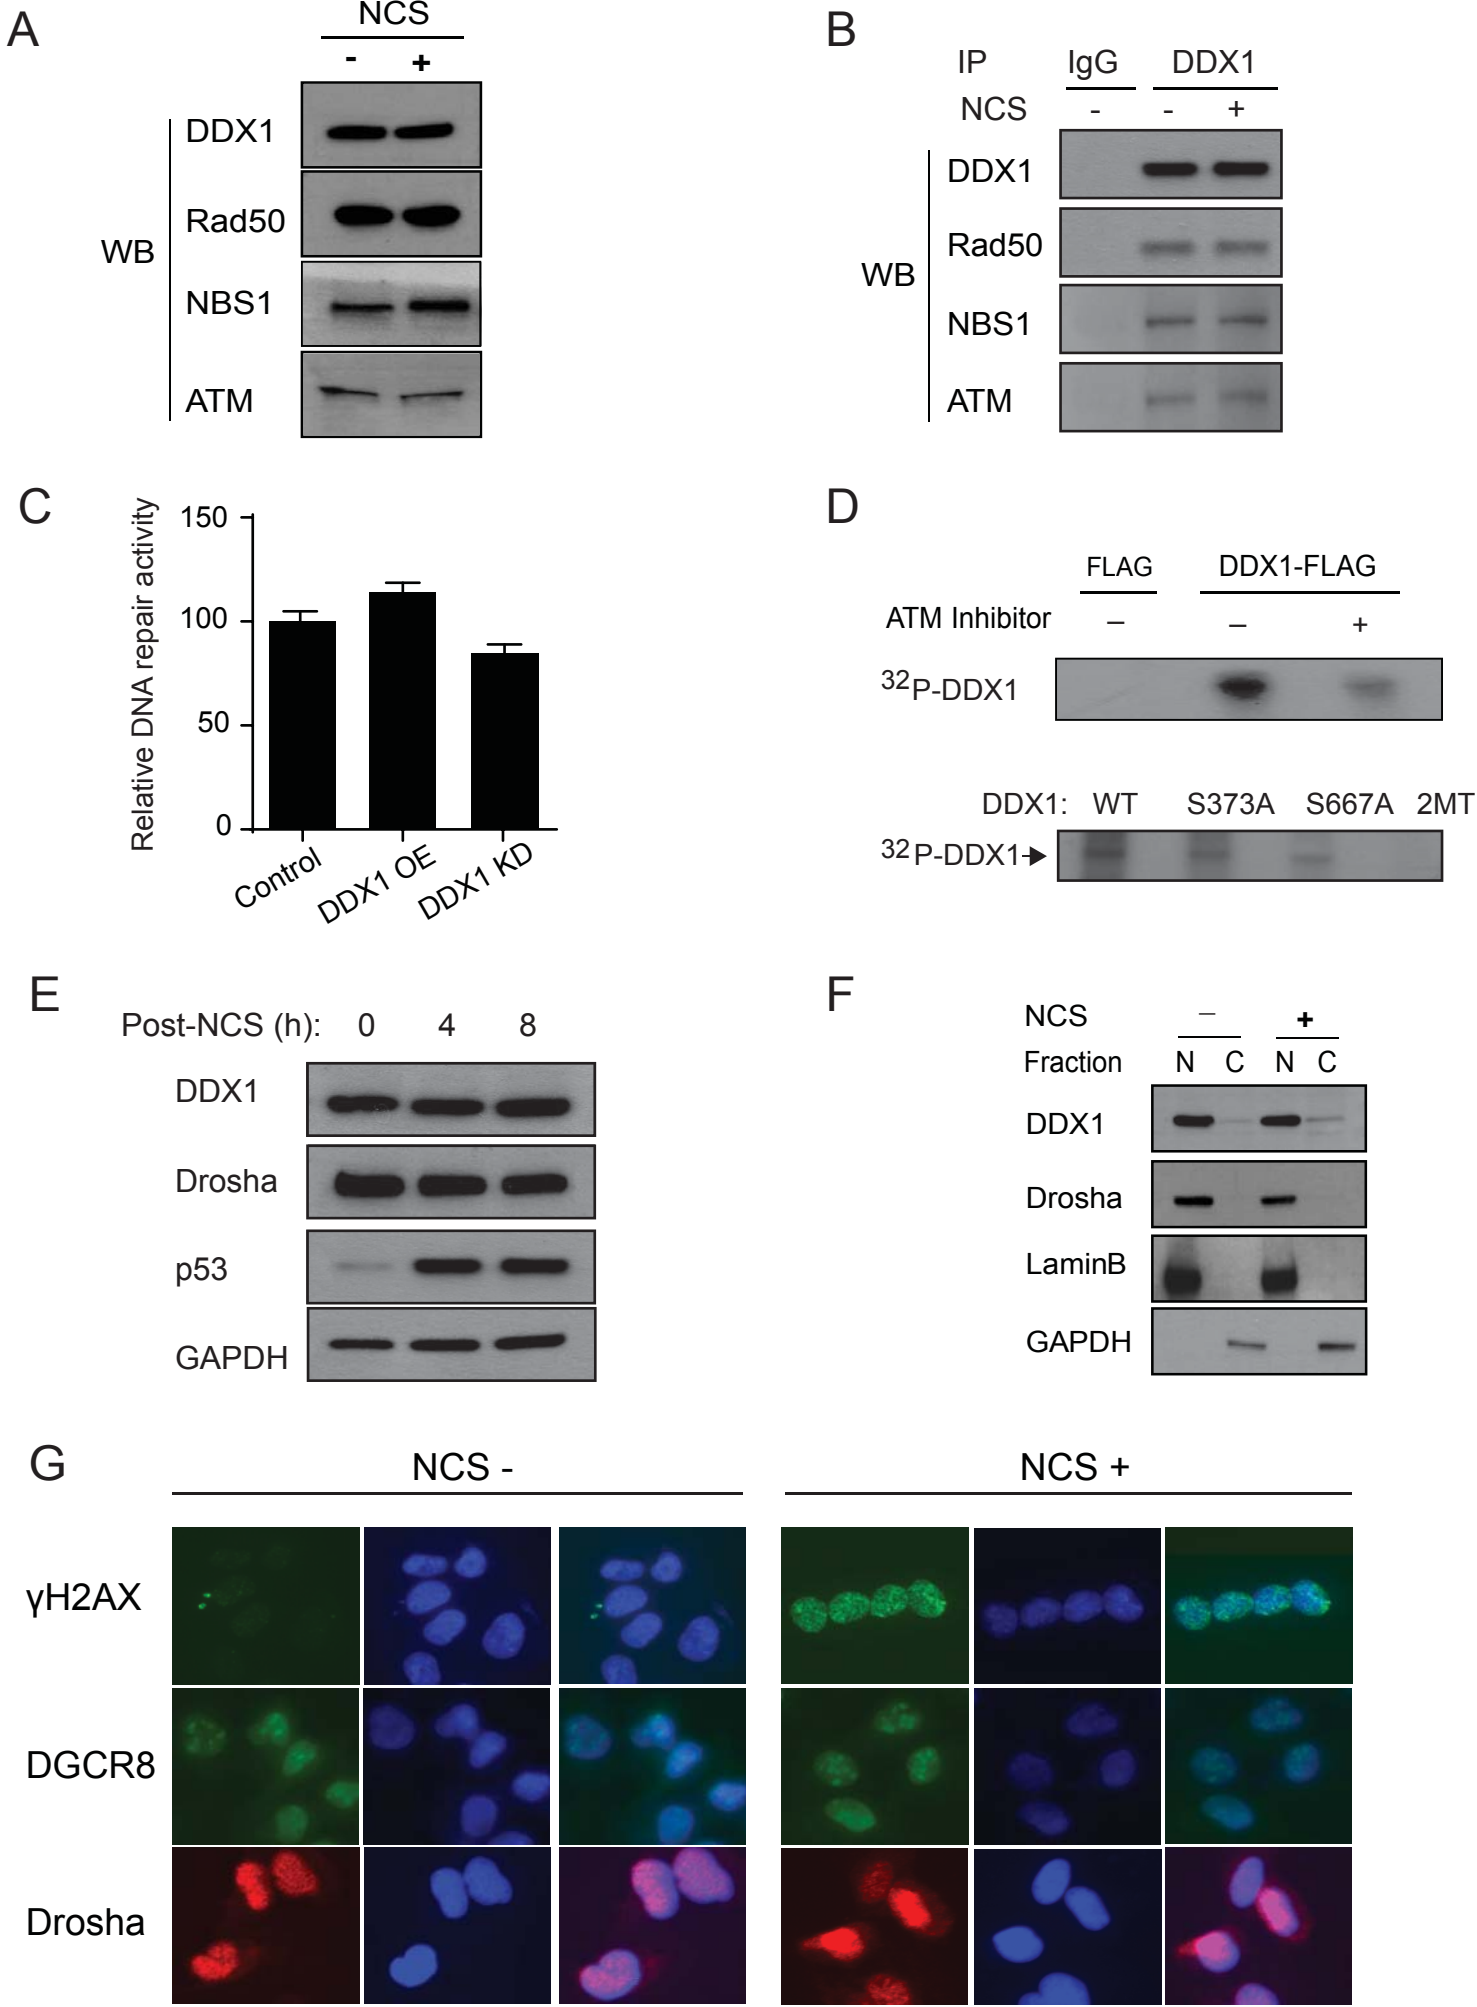 A
NCS
- +
WB
DDX1
Rad50
NBS1
ATM
B
IP IgG DDX1
NCS - - +
WB
DDX1
Rad50
NBS1
ATM
C
Relative DNA repair activity
150
100
50
0
Control
DDX1 OE
DDX1 KD
D
FLAG DDX1-FLAG
ATM Inhibitor – – +
32P-DDX1
DDX1: WT S373A S667A 2MT
32P-DDX1
E
Post-NCS (h): 0 4 8
DDX1
Drosha
p53
GAPDH
F
NCS – +
Fraction N C N C
DDX1
Drosha
LaminB
GAPDH
G
NCS - NCS +
γH2AX
DGCR8
Drosha